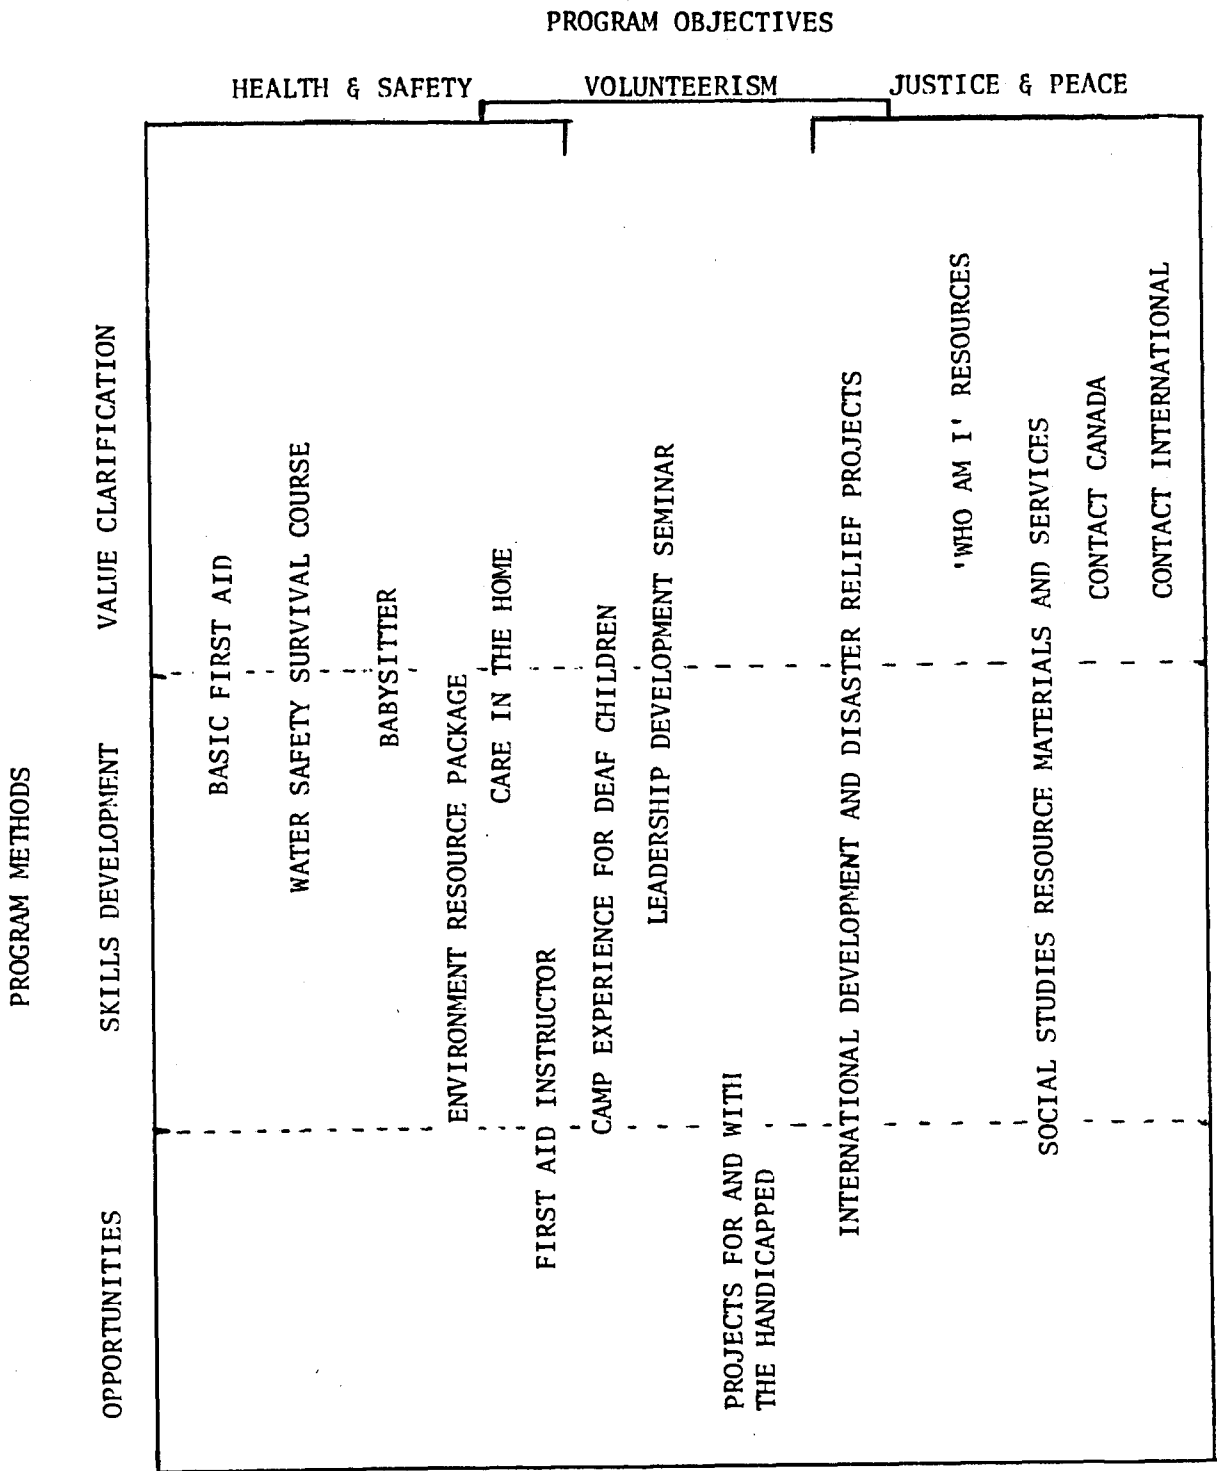 PROGRAM OBJECTIVES
HEALTH & SAFETY
VOLUNTEERISM
JUSTICE & PEACE
PROGRAM METHODS
VALUE CLARIFICATION
SKILLS DEVELOPMENT
OPPORTUNITIES
BASIC FIRST AID
WATER SAFETY SURVIVAL COURSE
BABYSITTER
ENVIRONMENT RESOURCE PACKAGE
CARE IN THE HOME
FIRST AID INSTRUCTOR
CAMP EXPERIENCE FOR DEAF CHILDREN
LEADERSHIP DEVELOPMENT SEMINAR
PROJECTS FOR AND WITH
THE HANDICAPPED
INTERNATIONAL DEVELOPMENT AND DISASTER RELIEF PROJECTS
'WHO AM I' RESOURCES
SOCIAL STUDIES RESOURCE MATERIALS AND SERVICES
CONTACT CANADA
CONTACT INTERNATIONAL